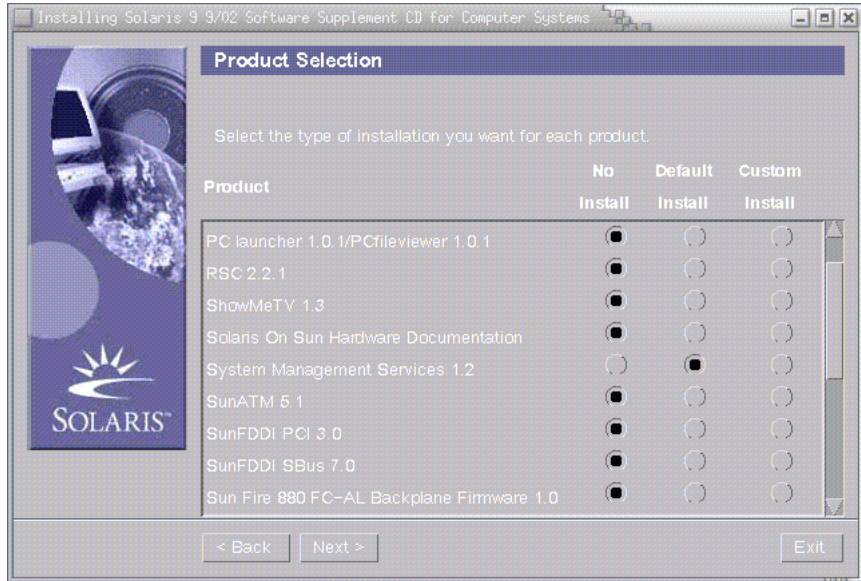 Installing Solaris 9 9/02 Software Supplement CD for Computer Systems
Product Selection
Select the type of installation you want for each product.
Product
No Install
Default Install
Custom Install
PC launcher 1.0.1/PCfileviewer 1.0.1
RSC 2.2.1
ShowMeTV 1.3
Solaris On Sun Hardware Documentation
System Management Services 1.2
SunATM 5.1
SunFDDI PCI 3.0
SunFDDI SBus 7.0
Sun Fire 880 FC-AL Backplane Firmware 1.0
SOLARIS™
< Back
Next >
Exit